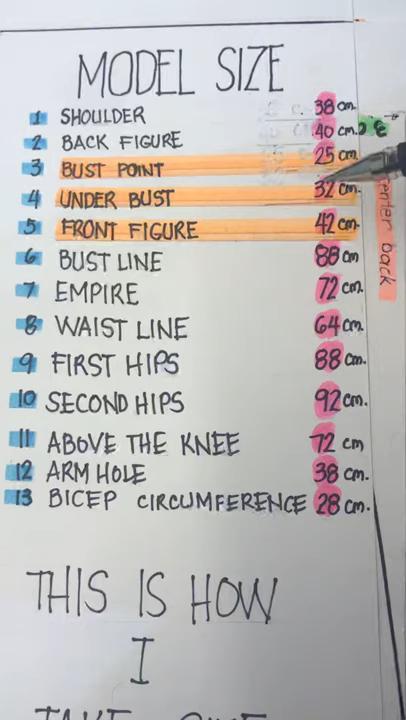 MODEL SIZE
1 SHOULDER 38 cm.
2 BACK FIGURE 40 cm.
3 BUST POINT 25 cm
4 UNDER BUST 32 cm.
5 FRONT FIGURE 42 cm.
6 BUST LINE 88 cm
7 EMPIRE 72 cm.
8 WAIST LINE 64 cm.
9 FIRST HIPS 88 cm.
10 SECOND HIPS 92 cm.
11 ABOVE THE KNEE 72 cm
12 ARM HOLE 38 cm.
13 BICEP CIRCUMFERENCE 28 cm.
THIS IS HOW
I
back